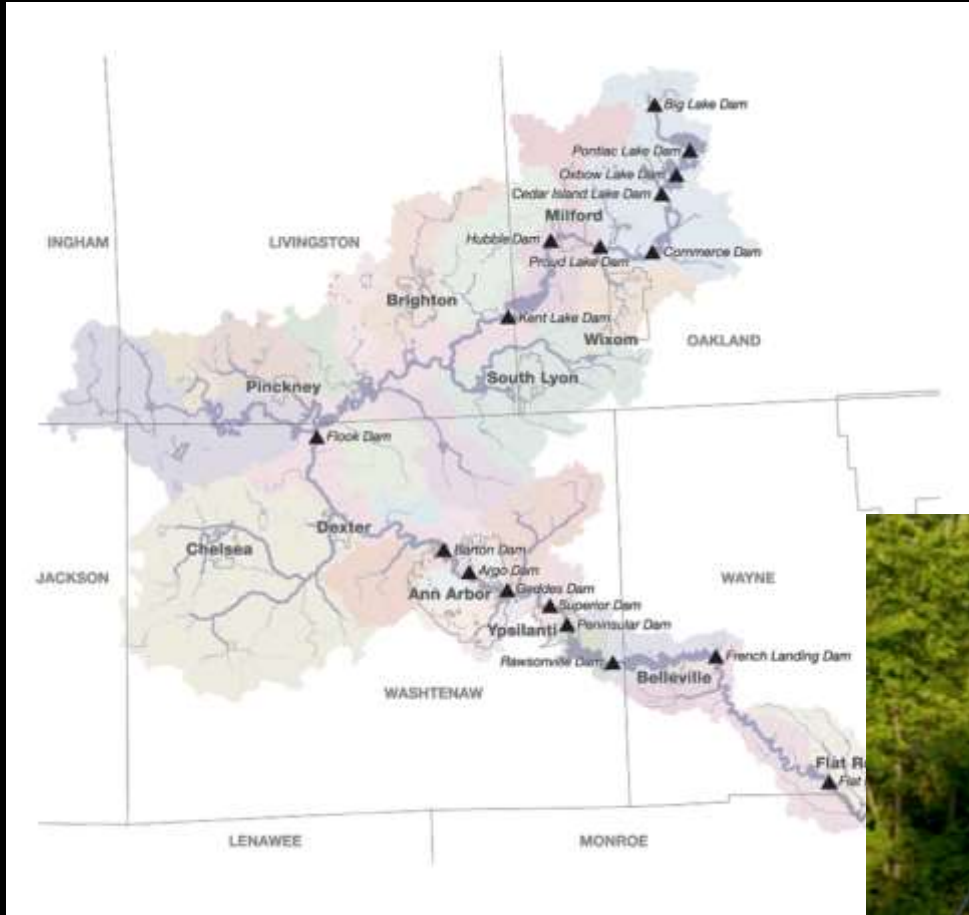 Big Lake Dam
Pontiac Lake Dam
Oxbow Lake Dam
Cedar Island Lake Dam
Milford
INGHAM
LIVINGSTON
Hubble Dam
Proud Lake Dam
Commerce Dam
Brighton
Kent Lake Dam
Wixom
OAKLAND
Pinckney
South Lyon
Flook Dam
Dexter
Chelsea
Barton Dam
JACKSON
Argo Dam
WAYNE
Ann Arbor
Geddes Dam
Superior Dam
Ypsilanti
Peninsular Dam
Rawsonville Dam
French Landing Dam
Belleville
WASHTENAW
Flat
Flat
LENAWEE
MONROE